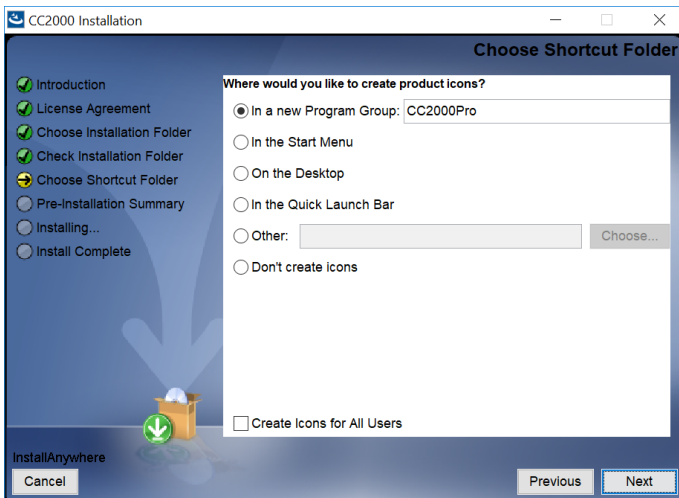 CC2000 Installation
Choose Shortcut Folder
Introduction
License Agreement
Choose Installation Folder
Check Installation Folder
Choose Shortcut Folder
Pre-Installation Summary
Installing...
Install Complete
Where would you like to create product icons?
In a new Program Group: CC2000Pro
In the Start Menu
On the Desktop
In the Quick Launch Bar
Other: Choose...
Don't create icons
Create Icons for All Users
InstallAnywhere
Cancel Previous Next